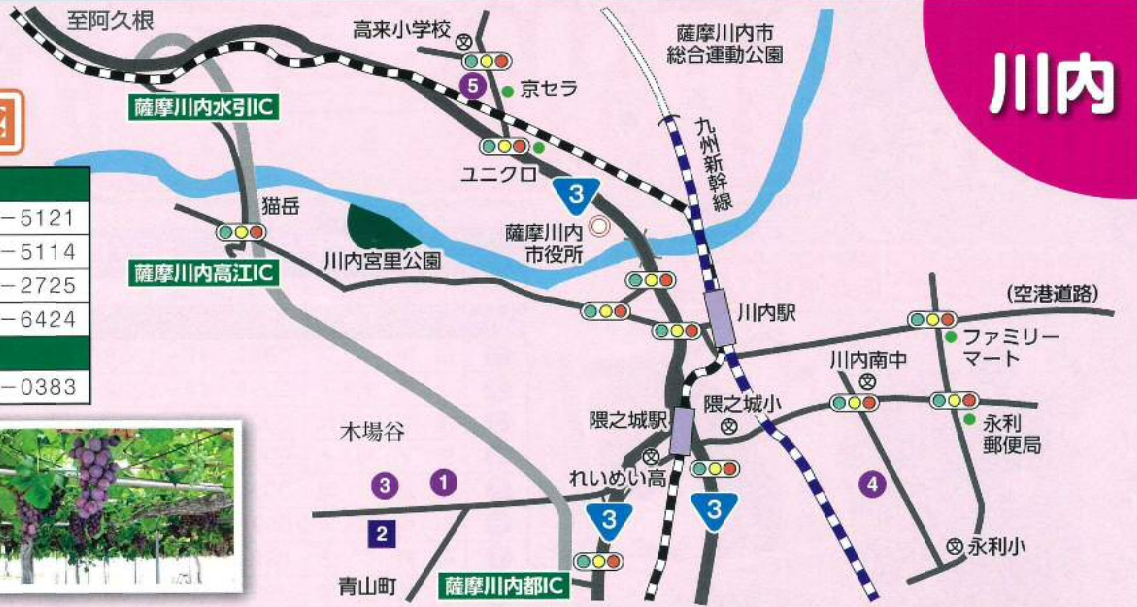 川内
至阿久根
高来小学校
文
薩摩川内市
総合運動公園
5
京セラ
薩摩川内水引IC
九州新幹線
ユニクロ
3
-5121
-5114
-2725
-6424
-0383
猫岳
薩摩川内
市役所
川内宮里公園
薩摩川内高江IC
川内駅
(空港道路)
ファミリー
マート
川内南中
文
隈之城駅
隈之城小
文
永利
郵便局
木場谷
れいめい高
文
3
1
2
4
3
3
文
永利小
青山町
薩摩川内都IC